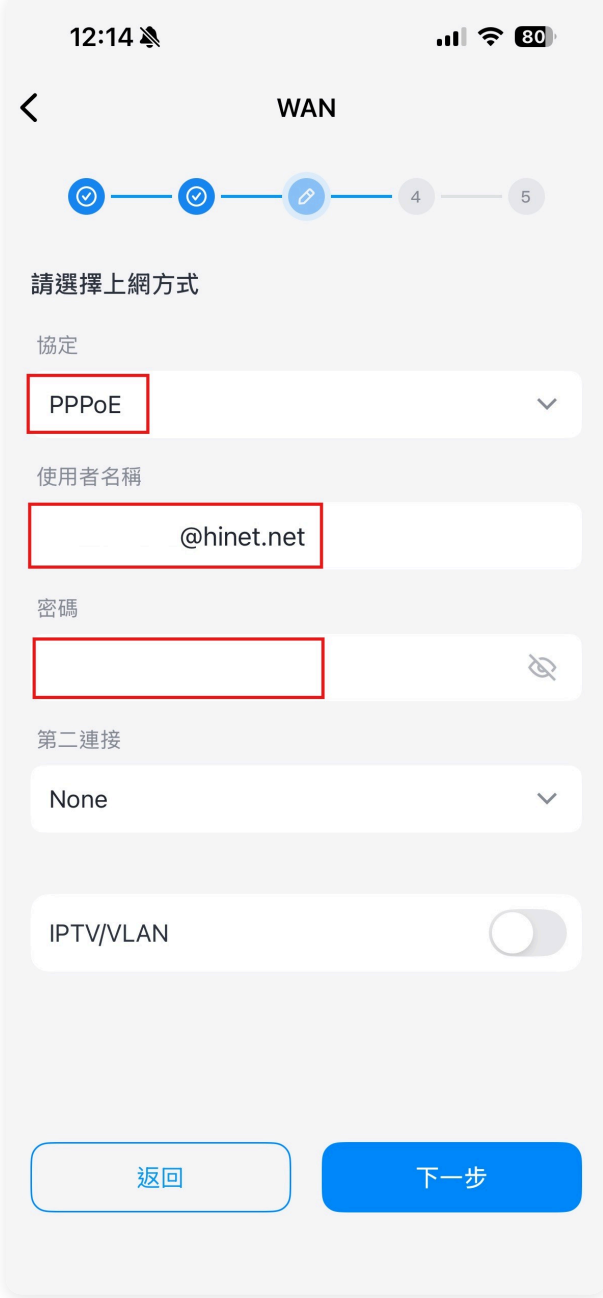 12:14
80
WAN
4
5
請選擇上網方式
協定
PPPoE
使用者名稱
@hinet.net
密碼
第二連接
None
IPTV/VLAN
返回
下一步